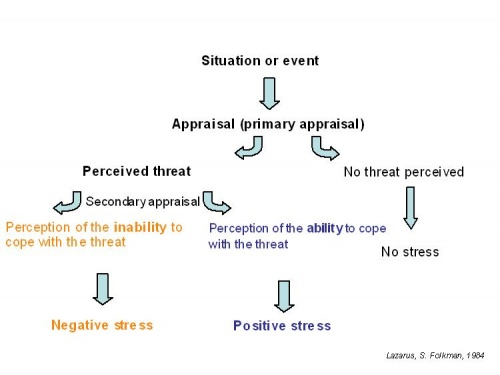 Situation or event
Appraisal (primary appraisal)
Perceived threat
No threat perceived
Secondary appraisal
Perception of the inability to
cope with the threat
Perception of the ability to cope
with the threat
No stress
Negative stress
Positive stress
Lazarus, S. Folkman, 1984